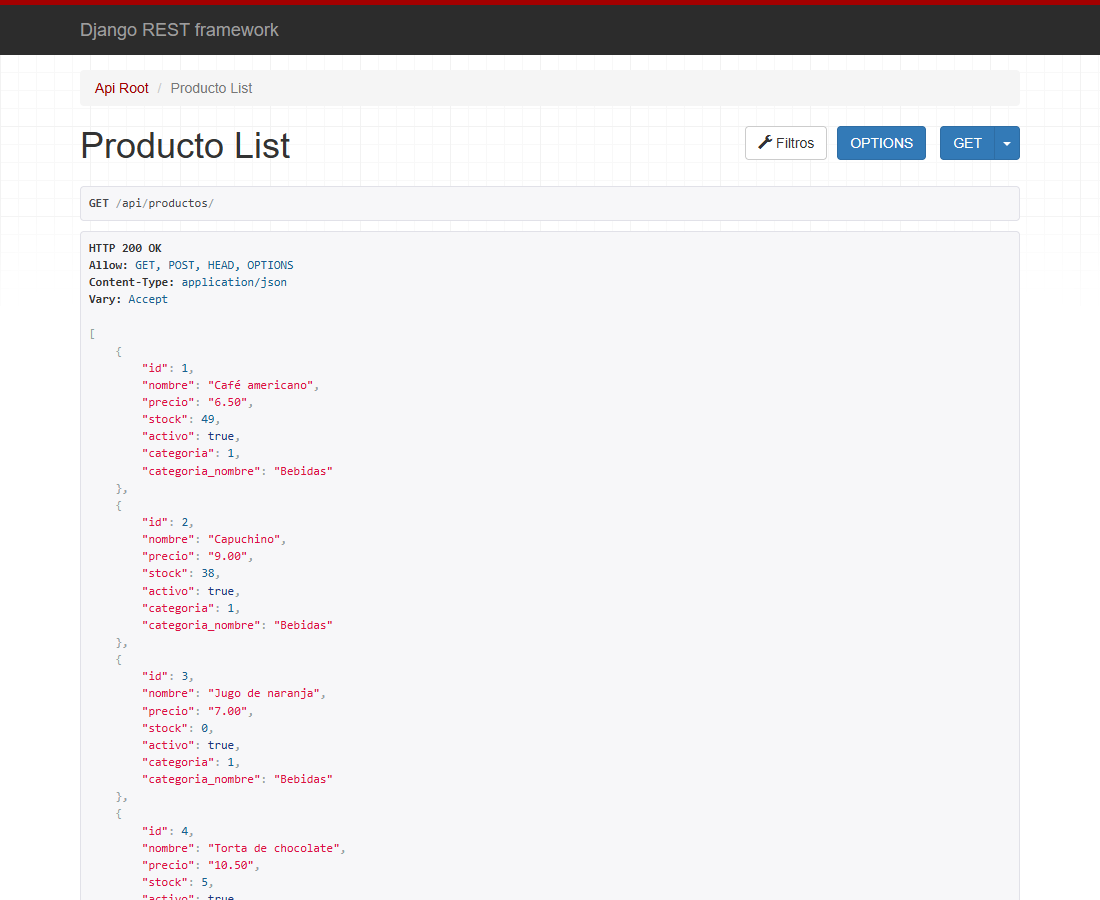 Django REST framework
Api Root / Producto List
Producto List
Filtros
OPTIONS
GET
GET /api/productos/
HTTP 200 OK
Allow: GET, POST, HEAD, OPTIONS
Content-Type: application/json
Vary: Accept
[
    {
        "id": 1,
        "nombre": "Café americano",
        "precio": "6.50",
        "stock": 49,
        "activo": true,
        "categoria": 1,
        "categoria_nombre": "Bebidas"
    },
    {
        "id": 2,
        "nombre": "Capuchino",
        "precio": "9.00",
        "stock": 38,
        "activo": true,
        "categoria": 1,
        "categoria_nombre": "Bebidas"
    },
    {
        "id": 3,
        "nombre": "Jugo de naranja",
        "precio": "7.00",
        "stock": 0,
        "activo": true,
        "categoria": 1,
        "categoria_nombre": "Bebidas"
    },
    {
        "id": 4,
        "nombre": "Torta de chocolate",
        "precio": "10.50",
        "stock": 5,
        "activo": true